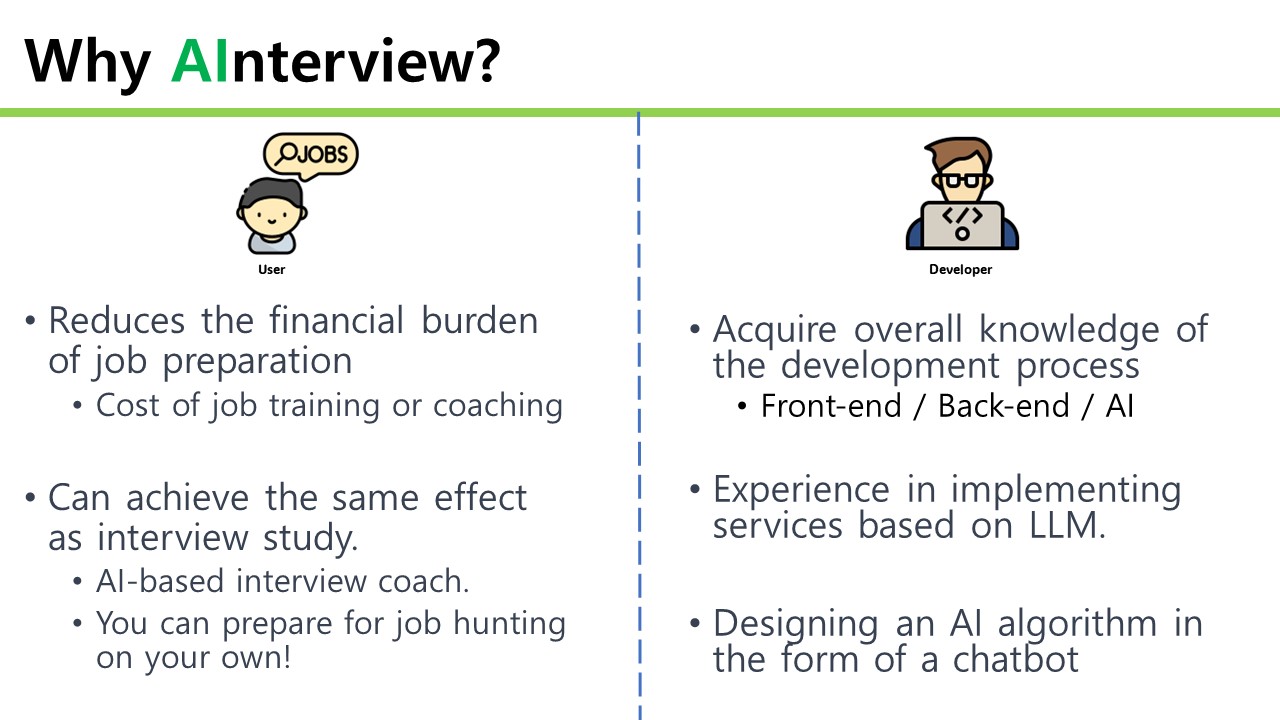 Why AInterview?
JOBS
User
• Reduces the financial burden
of job preparation
• Cost of job training or coaching
• Can achieve the same effect
as interview study.
• AI-based interview coach.
• You can prepare for job hunting
on your own!
</>
Developer
• Acquire overall knowledge of
the development process
• Front-end / Back-end / AI
• Experience in implementing
services based on LLM.
• Designing an AI algorithm in
the form of a chatbot